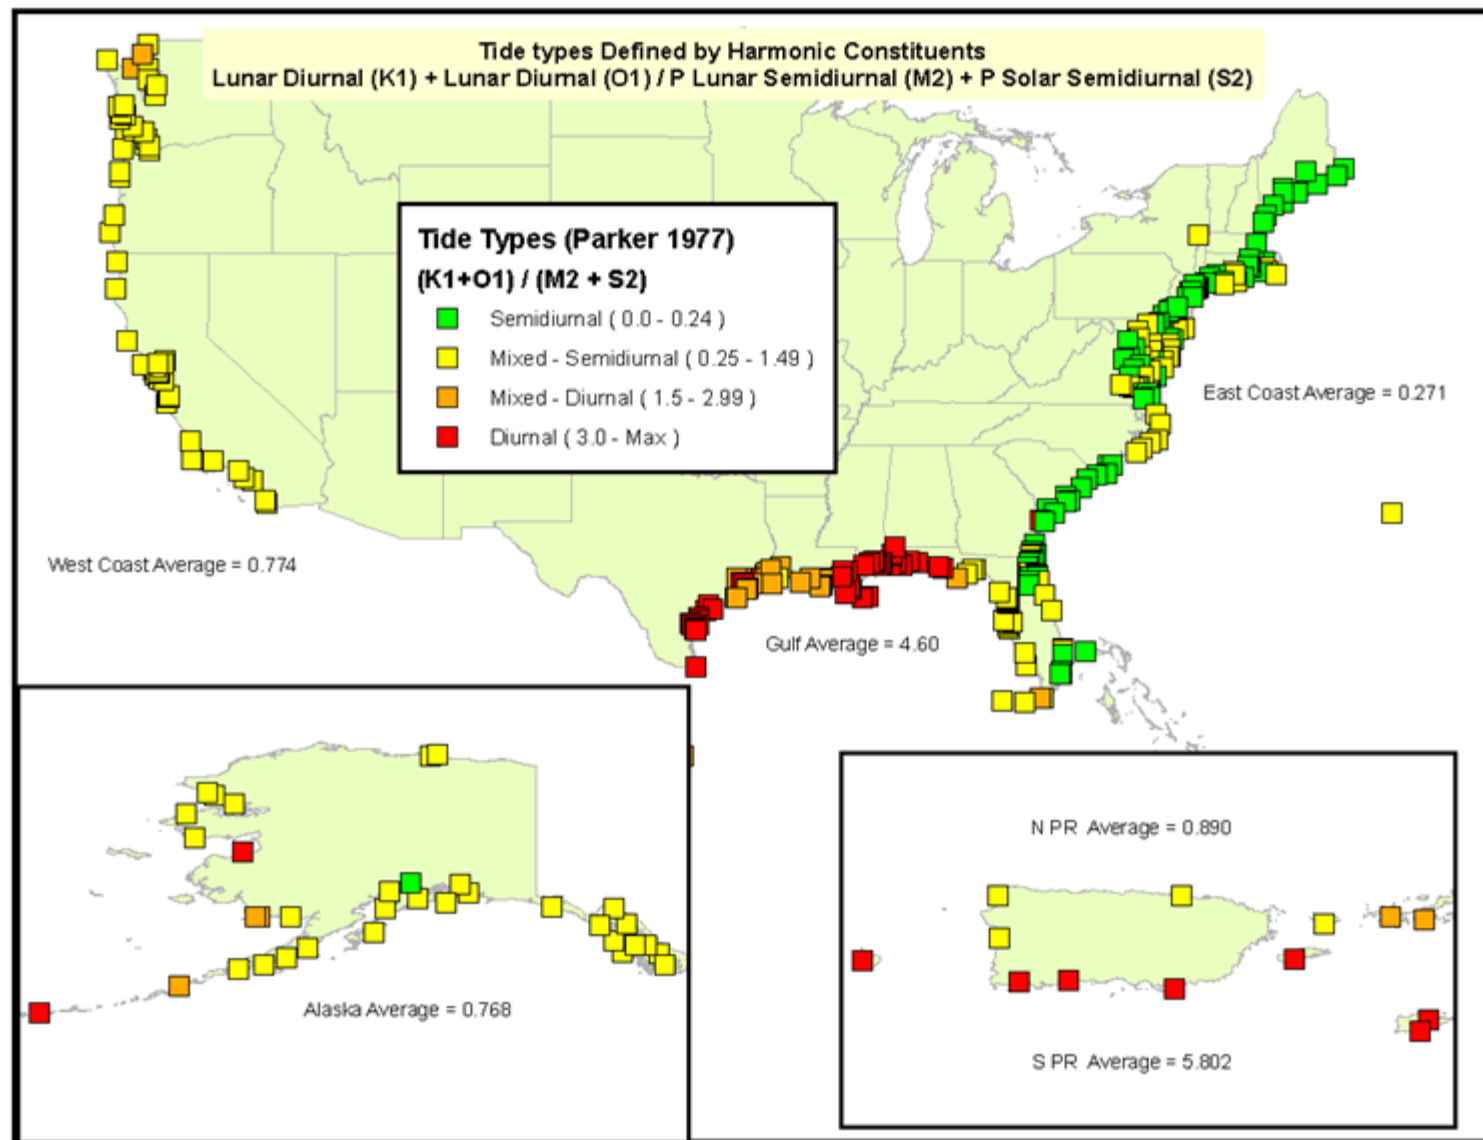 Tide types Defined by Harmonic Constituents
Lunar Diurnal (K1) + Lunar Diurnal (O1) / P Lunar Semidiurnal (M2) + P Solar Semidiurnal (S2)
Tide Types (Parker 1977)
(K1+O1) / (M2 + S2)
Semidiurnal ( 0.0 - 0.24 )
Mixed - Semidiurnal ( 0.25 - 1.49 )
Mixed - Diurnal ( 1.5 - 2.99 )
Diurnal ( 3.0 - Max )
East Coast Average = 0.271
West Coast Average = 0.774
Gulf Average = 4.60
Alaska Average = 0.768
N PR Average = 0.890
S PR Average = 5.802